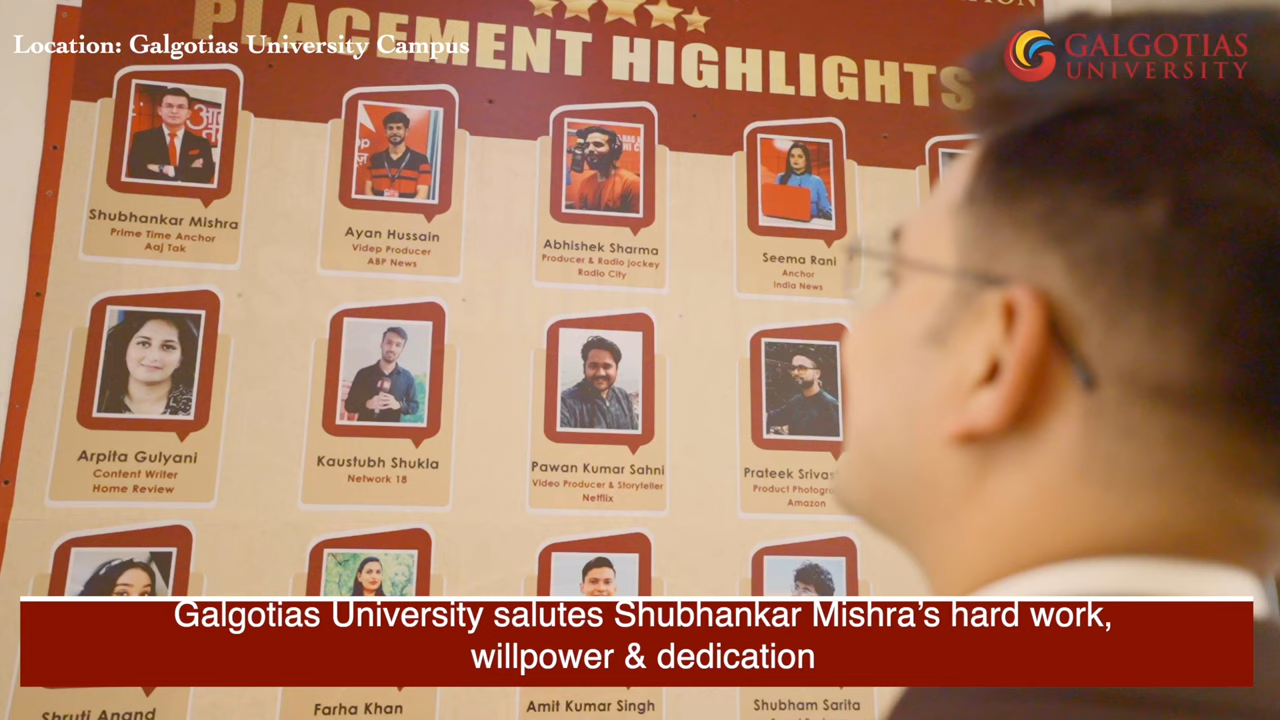 Location: Galgotias University Campus
PLACEMENT HIGHLIGHTS
GALGOTIAS
UNIVERSITY
Shubhankar Mishra
Prime Time Anchor
Aaj Tak
Ayan Hussain
Videp Producer
ABP News
Abhishek Sharma
Producer & Radio Jockey
Radio City
Seema Rani
Anchor
India News
Arpita Gulyani
Content Writer
Home Review
Kaustubh Shukla
Network 18
Pawan Kumar Sahni
Video Producer & Storyteller
Netflix
Prateek
Product
Amazon
Galgotias University salutes Shubhankar Mishra's hard work,
willpower & dedication
Shruti Anand
Farha Khan
Amit Kumar Singh
Shubham Sarita